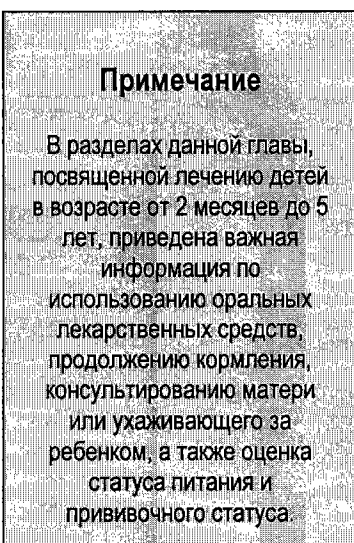 Примечание
В разделах данной главы,
посвященной лечению детей
в возрасте от 2 месяцев до 5
лет, приведена важная
информация по
использованию оральных
лекарственных средств,
продолжению кормления,
консультированию матери
или ухаживающего за
ребенком, а также оценка
статуса питания и
прививочного статуса.